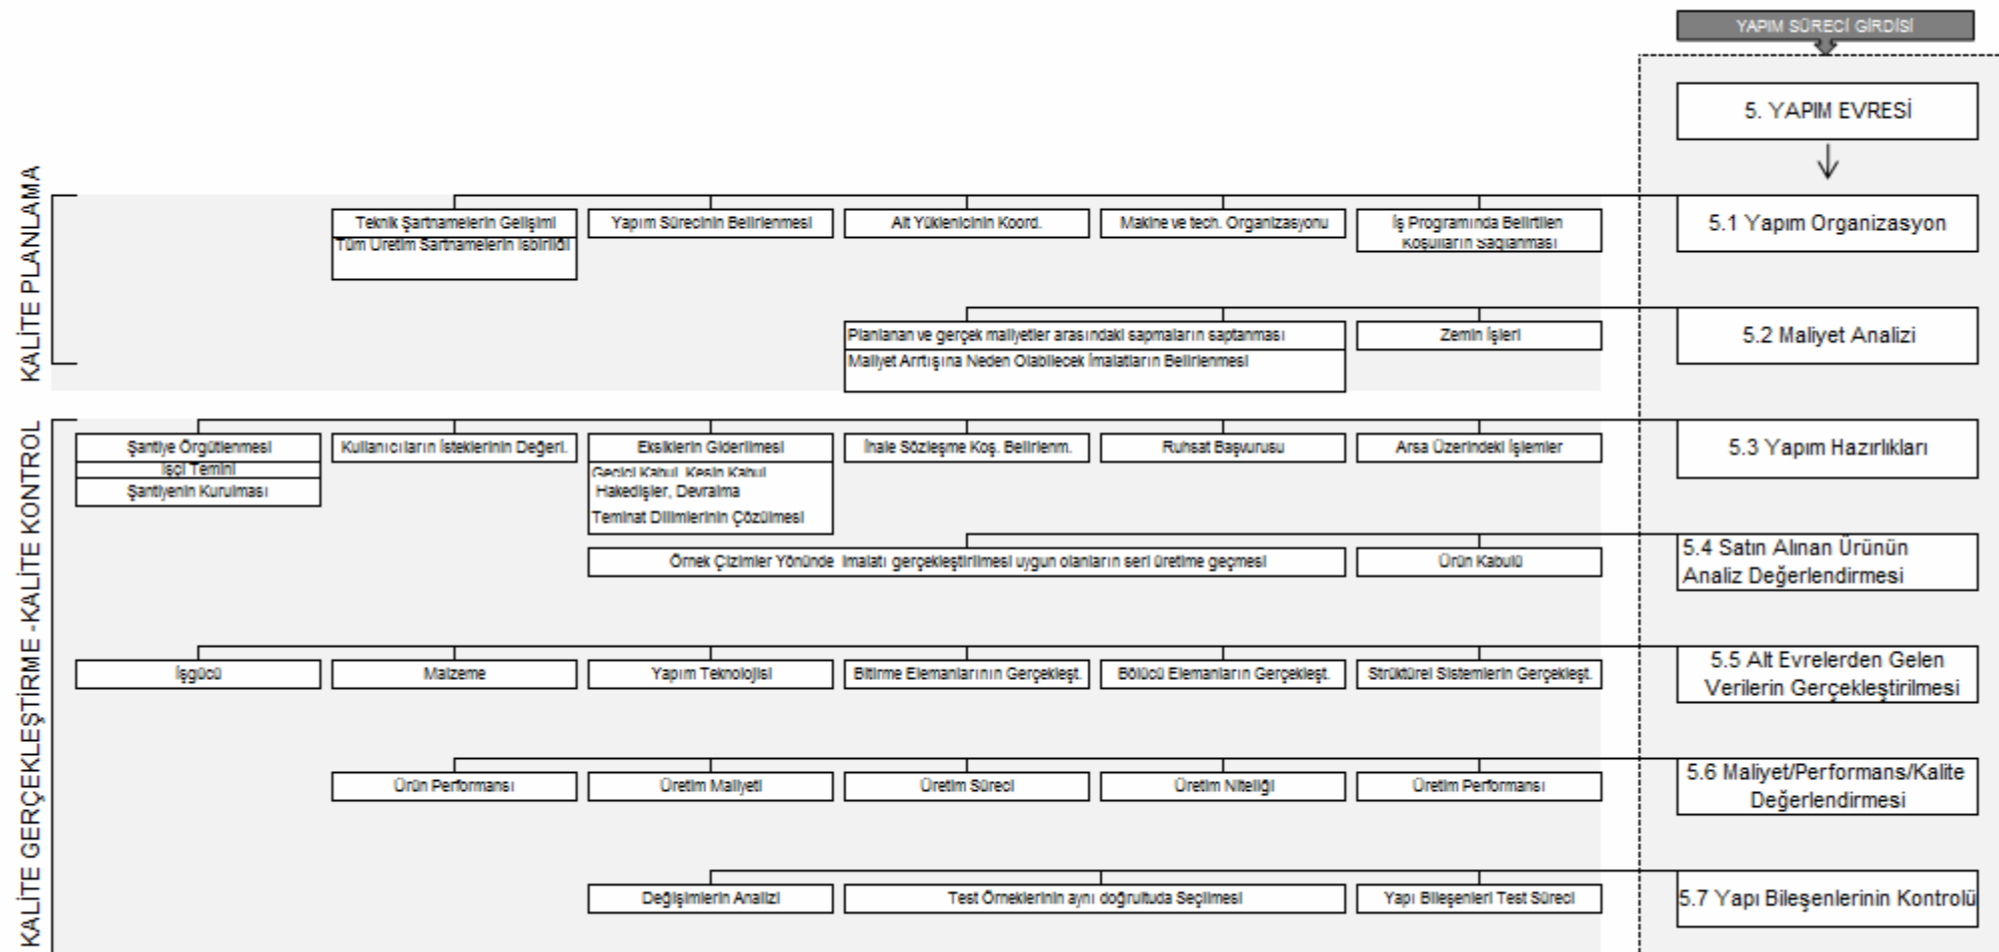 YAPIM SÜRECİ GİRDİSİ
5. YAPIM EVRESİ
KALİTE PLANLAMA
Teknik Şartnamelerin Gelişimi
Tüm Üretim Sartnamelerin İsbirliği
Yapım Sürecinin Belirlenmesi
Alt Yüklenicinin Koord.
Makine ve tech. Organizasyonu
İş Programında Belirtilen
Koşulların Sağlanması
5.1 Yapım Organizasyon
Planlanan ve gerçek maliyetler arasındaki sapmaların saptanması
Maliyet Arrtışına Neden Olabilecek İmalatların Belirlenmesi
Zemin İşleri
5.2 Maliyet Analizi
KALİTE GERÇEKLEŞTİRME -KALİTE KONTROL
Şantiye Örgütlenmesi
İşçi Temini
Şantiyenin Kurulması
Kullanıcıların İsteklerinin Değerl.
Eksiklerin Giderilmesi
Geçici Kabul, Kesin Kabul
Hakedişler, Devralma
Teminat Dilimlerinin Çözülmesi
İhale Sözleşme Koş. Belirlenm.
Ruhsat Başvurusu
Arsa Üzerindeki İşlemler
5.3 Yapım Hazırlıkları
Örnek Çizimler Yönünde imalatı gerçekleştirilmesi uygun olanların seri üretime geçmesi
Ürün Kabulü
5.4 Satın Alınan Ürünün
Analiz Değerlendirmesi
İşgücü
Malzeme
Yapım Teknolojisi
Bitirme Elemanlarının Gerçekleşt.
Bölücü Elemanların Gerçekleşt.
Strüktürel Sistemlerin Gerçekleşt.
5.5 Alt Evrelerden Gelen
Verilerin Gerçekleştirilmesi
Ürün Performansı
Üretim Maliyeti
Üretim Süreci
Üretim Niteliği
Üretim Performansı
5.6 Maliyet/Performans/Kalite
Değerlendirmesi
Değişimlerin Analizi
Test Örneklerinin aynı doğrultuda Seçilmesi
Yapı Bileşenleri Test Süreci
5.7 Yapı Bileşenlerinin Kontrolü